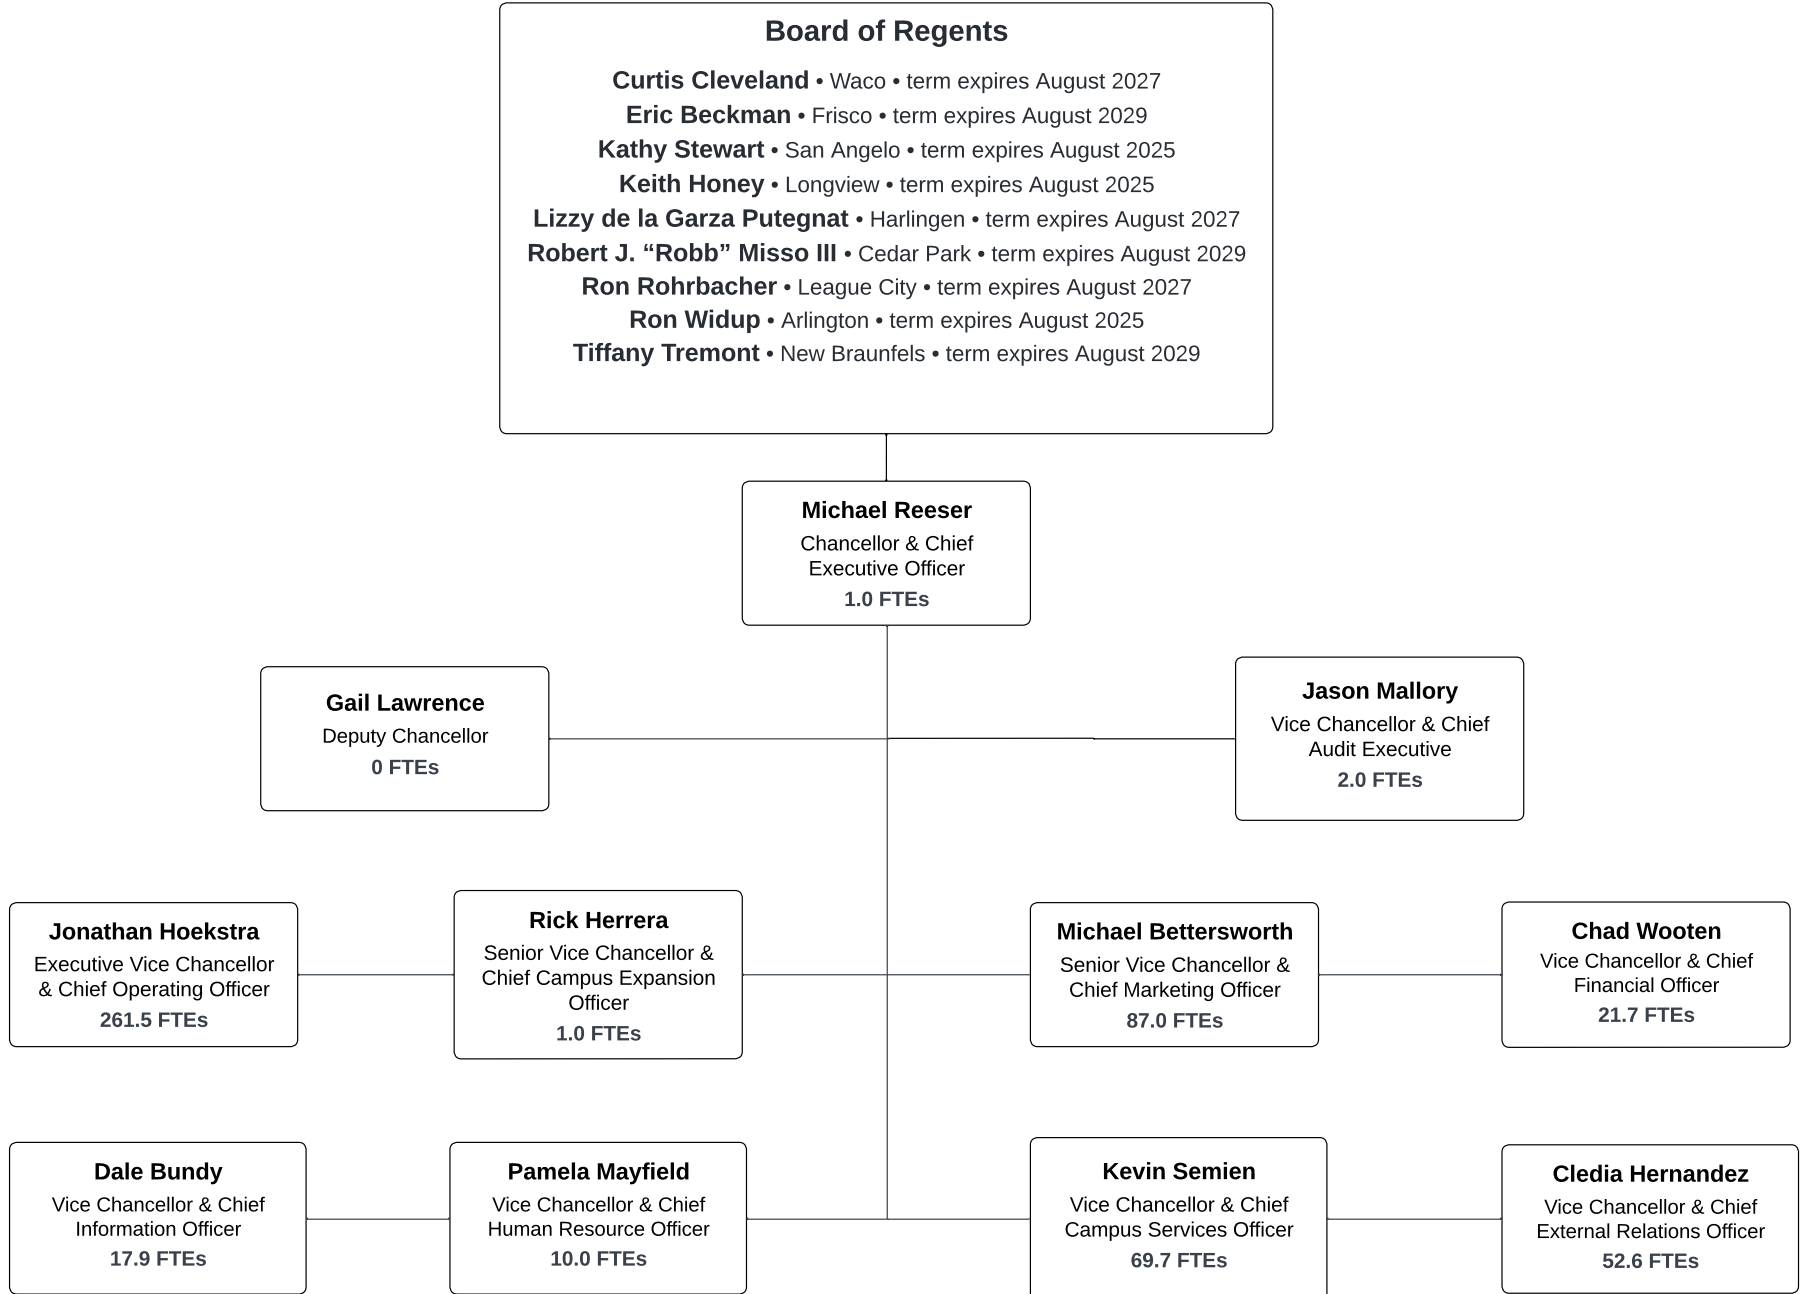 Board of Regents
Curtis Cleveland • Waco • term expires August 2027
Eric Beckman • Frisco • term expires August 2029
Kathy Stewart • San Angelo • term expires August 2025
Keith Honey • Longview • term expires August 2025
Lizzy de la Garza Putegnat • Harlingen • term expires August 2027
Robert J. “Robb” Misso III • Cedar Park • term expires August 2029
Ron Rohrbacher • League City • term expires August 2027
Ron Widup • Arlington • term expires August 2025
Tiffany Tremont • New Braunfels • term expires August 2029
Michael Reeser
Chancellor & Chief
Executive Officer
1.0 FTEs
Gail Lawrence
Deputy Chancellor
0 FTEs
Jason Mallory
Vice Chancellor & Chief
Audit Executive
2.0 FTEs
Jonathan Hoekstra
Executive Vice Chancellor
& Chief Operating Officer
261.5 FTEs
Rick Herrera
Senior Vice Chancellor &
Chief Campus Expansion
Officer
1.0 FTEs
Michael Bettersworth
Senior Vice Chancellor &
Chief Marketing Officer
87.0 FTEs
Chad Wooten
Vice Chancellor & Chief
Financial Officer
21.7 FTEs
Dale Bundy
Vice Chancellor & Chief
Information Officer
17.9 FTEs
Pamela Mayfield
Vice Chancellor & Chief
Human Resource Officer
10.0 FTEs
Kevin Semien
Vice Chancellor & Chief
Campus Services Officer
69.7 FTEs
Cledia Hernandez
Vice Chancellor & Chief
External Relations Officer
52.6 FTEs